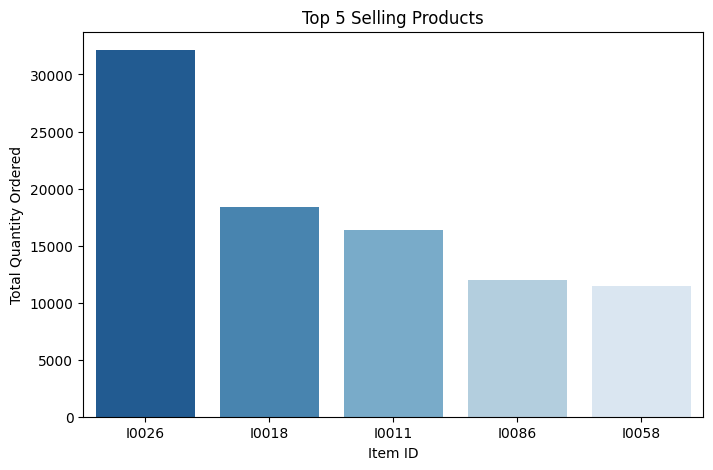 Top 5 Selling Products
Total Quantity Ordered
30000
25000
20000
15000
10000
5000
0
I0026
I0018
I0011
I0086
I0058
Item ID